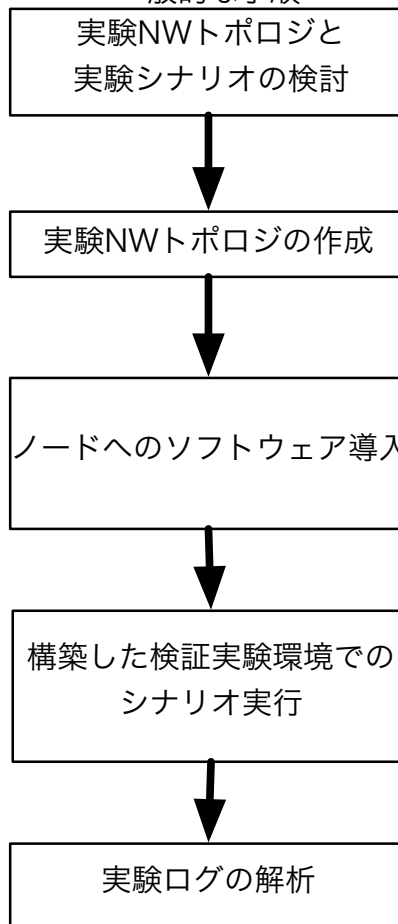 実験NWトポロジと
実験シナリオの検討
実験NWトポロジの作成
ノードへのソフトウェア導入
構築した検証実験環境での
シナリオ実行
実験ログの解析